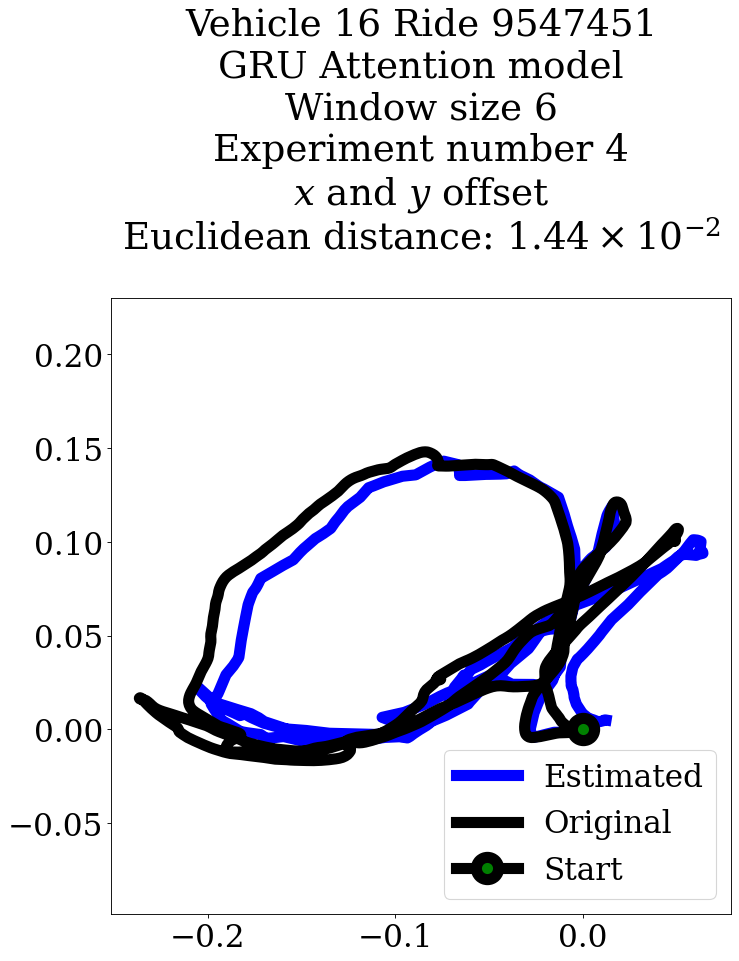 Vehicle 16 Ride 9547451
GRU Attention model
Window size 6
Experiment number 4
x and y offset
Euclidean distance: 1.44 × 10⁻²
0.20
0.15
0.10
0.05
0.00
−0.05
−0.2
−0.1
0.0
Estimated
Original
Start